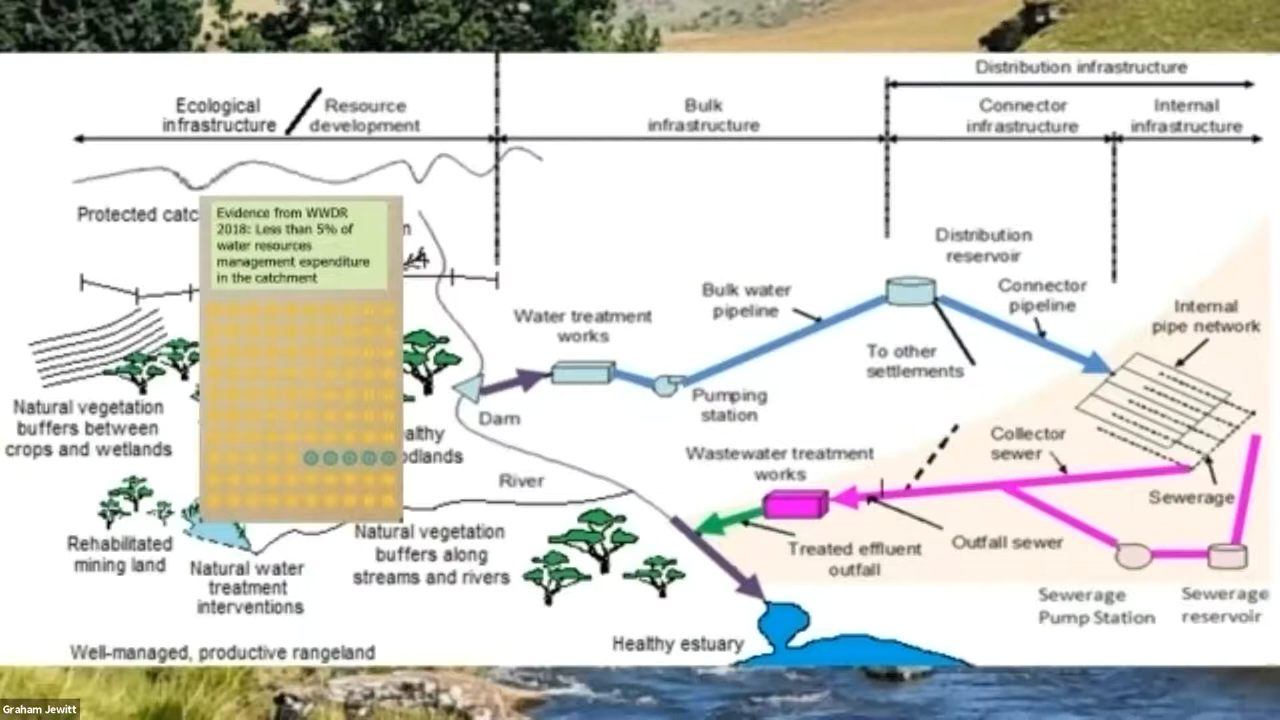 Distribution infrastructure
Ecological
infrastructure
Resource
development
Bulk
infrastructure
Connector
infrastructure
Internal
infrastructure
Protected
Evidence from WWDR
2018: Less than 5% of
water resources
management expenditure
in the catchment
Distribution
reservoir
Bulk water
pipeline
Connector
pipeline
Internal
pipe network
Water treatment
works
To other
settlements
Pumping
station
Dam
Natural vegetation
buffers between
crops and wetlands
Wastewater treatment
works
Collector
sewer
River
Sewerage
Rehabilitated
mining land
Natural water
treatment
interventions
Natural vegetation
buffers along
streams and rivers
Treated effluent
outfall
Outfall sewer
Sewerage
Pump Station
Sewerage
reservoir
Healthy estuary
Well-managed, productive rangeland
Graham Jewitt